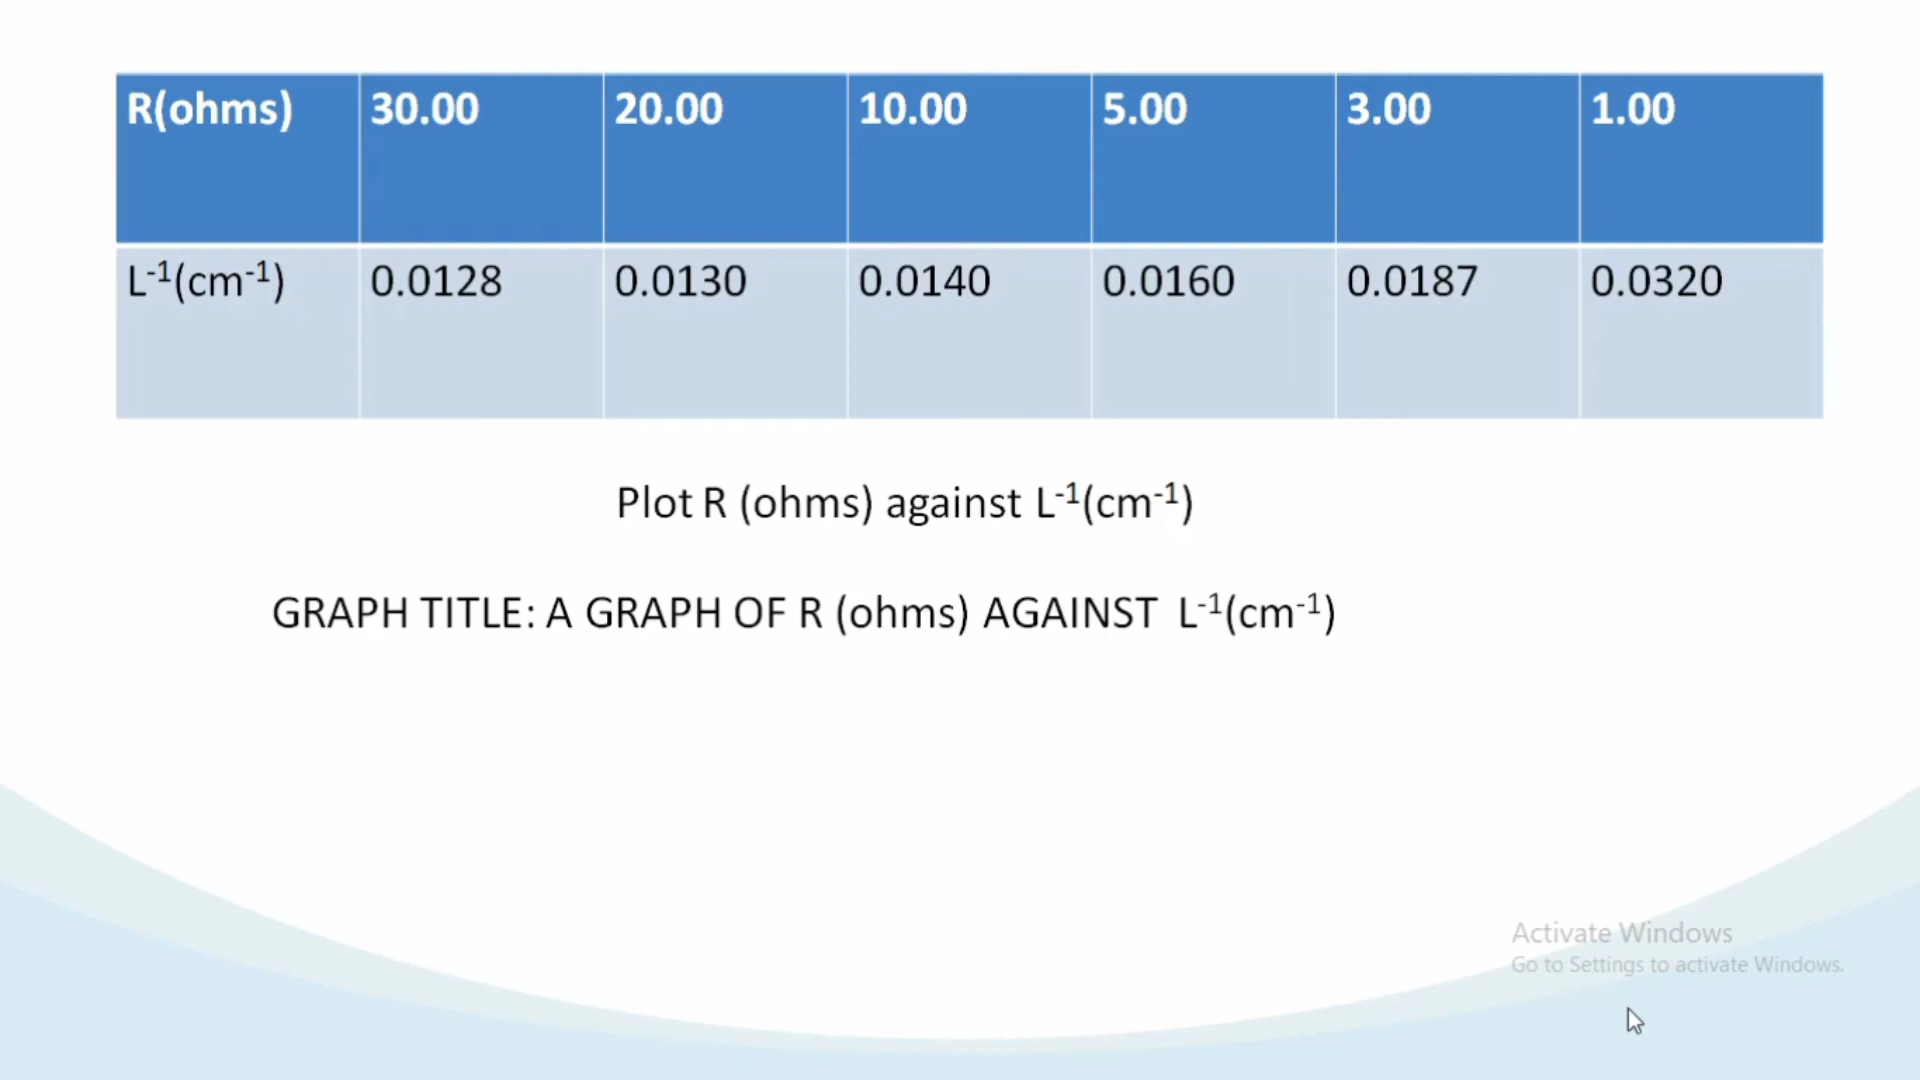 R(ohms) 30.00 20.00 10.00 5.00 3.00 1.00
L⁻¹(cm⁻¹) 0.0128 0.0130 0.0140 0.0160 0.0187 0.0320
Plot R (ohms) against L⁻¹(cm⁻¹)
GRAPH TITLE: A GRAPH OF R (ohms) AGAINST L⁻¹(cm⁻¹)
Activate Windows
Go to Settings to activate Windows.